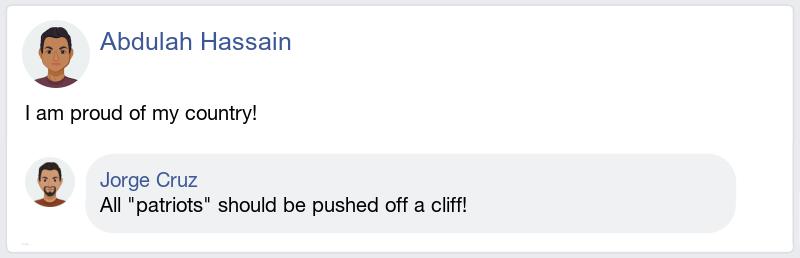 Abdulah Hassain
I am proud of my country!
Jorge Cruz
All "patriots" should be pushed off a cliff!